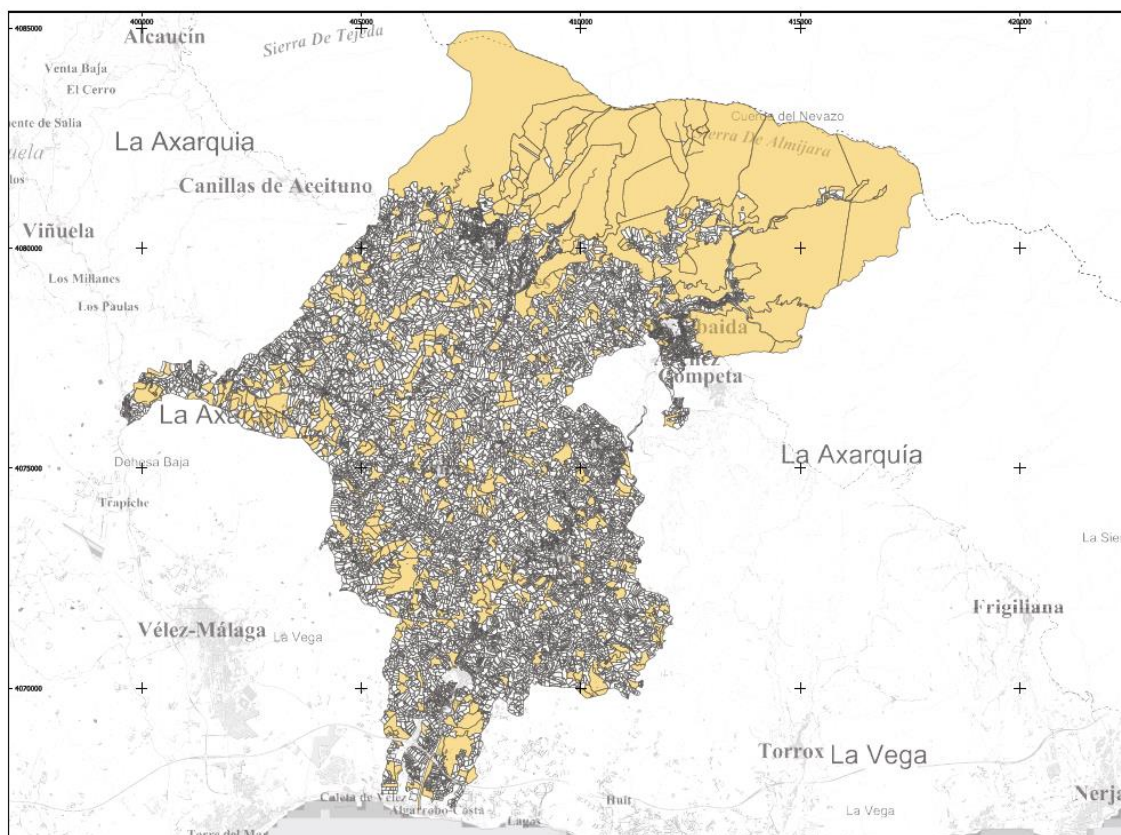 400000
405000
410000
415000
420000
4085000
Alcaucín
Sierra De Tejeda
Venta Baja
El Cerro
La Axarquia
Cuerda del Nevazo
Sierra De Almijara
Canillas de Aceituno
Viñuela
4080000
Los Millanes
Los Paulas
Competa
La Axarquía
4075000
Dehesa Baja
Trapiche
Frigiliana
Vélez-Málaga
La Vega
4070000
Torrox
La Vega
Caleta de Vélez
Algarrobo-Costa
Lagos
La Vega